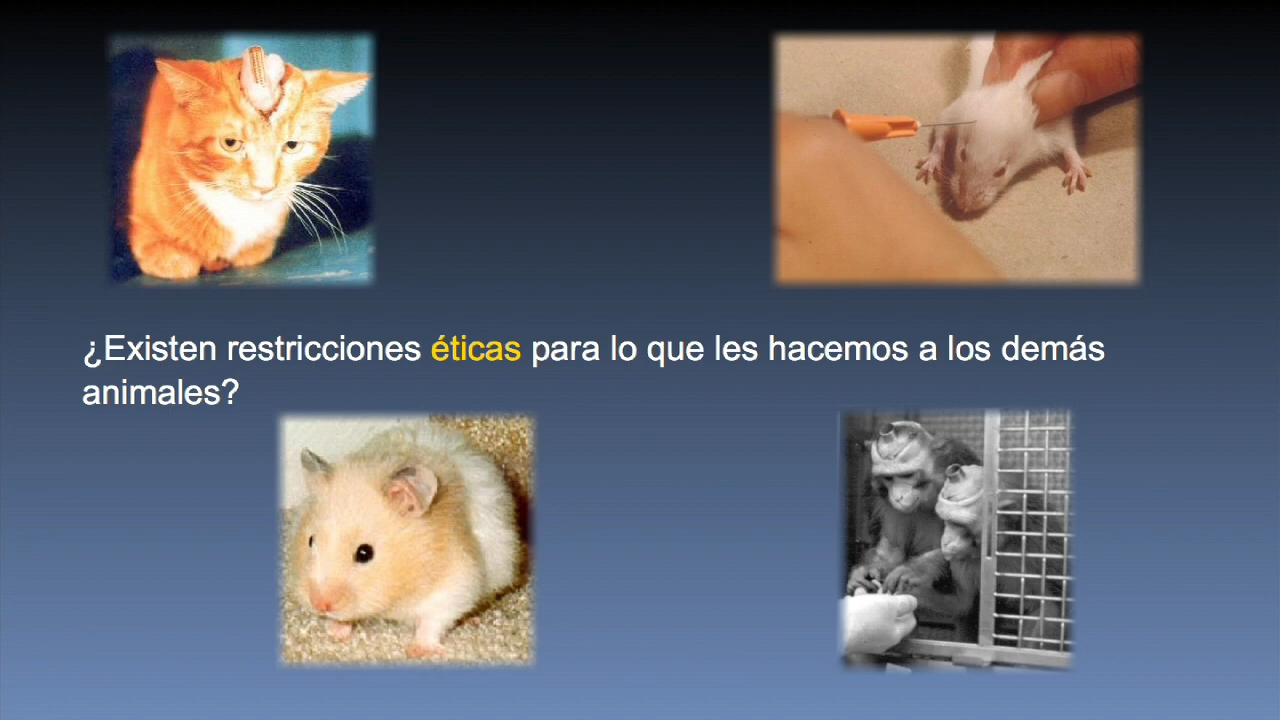 ¿Existen restricciones éticas para lo que les hacemos a los demás
animales?